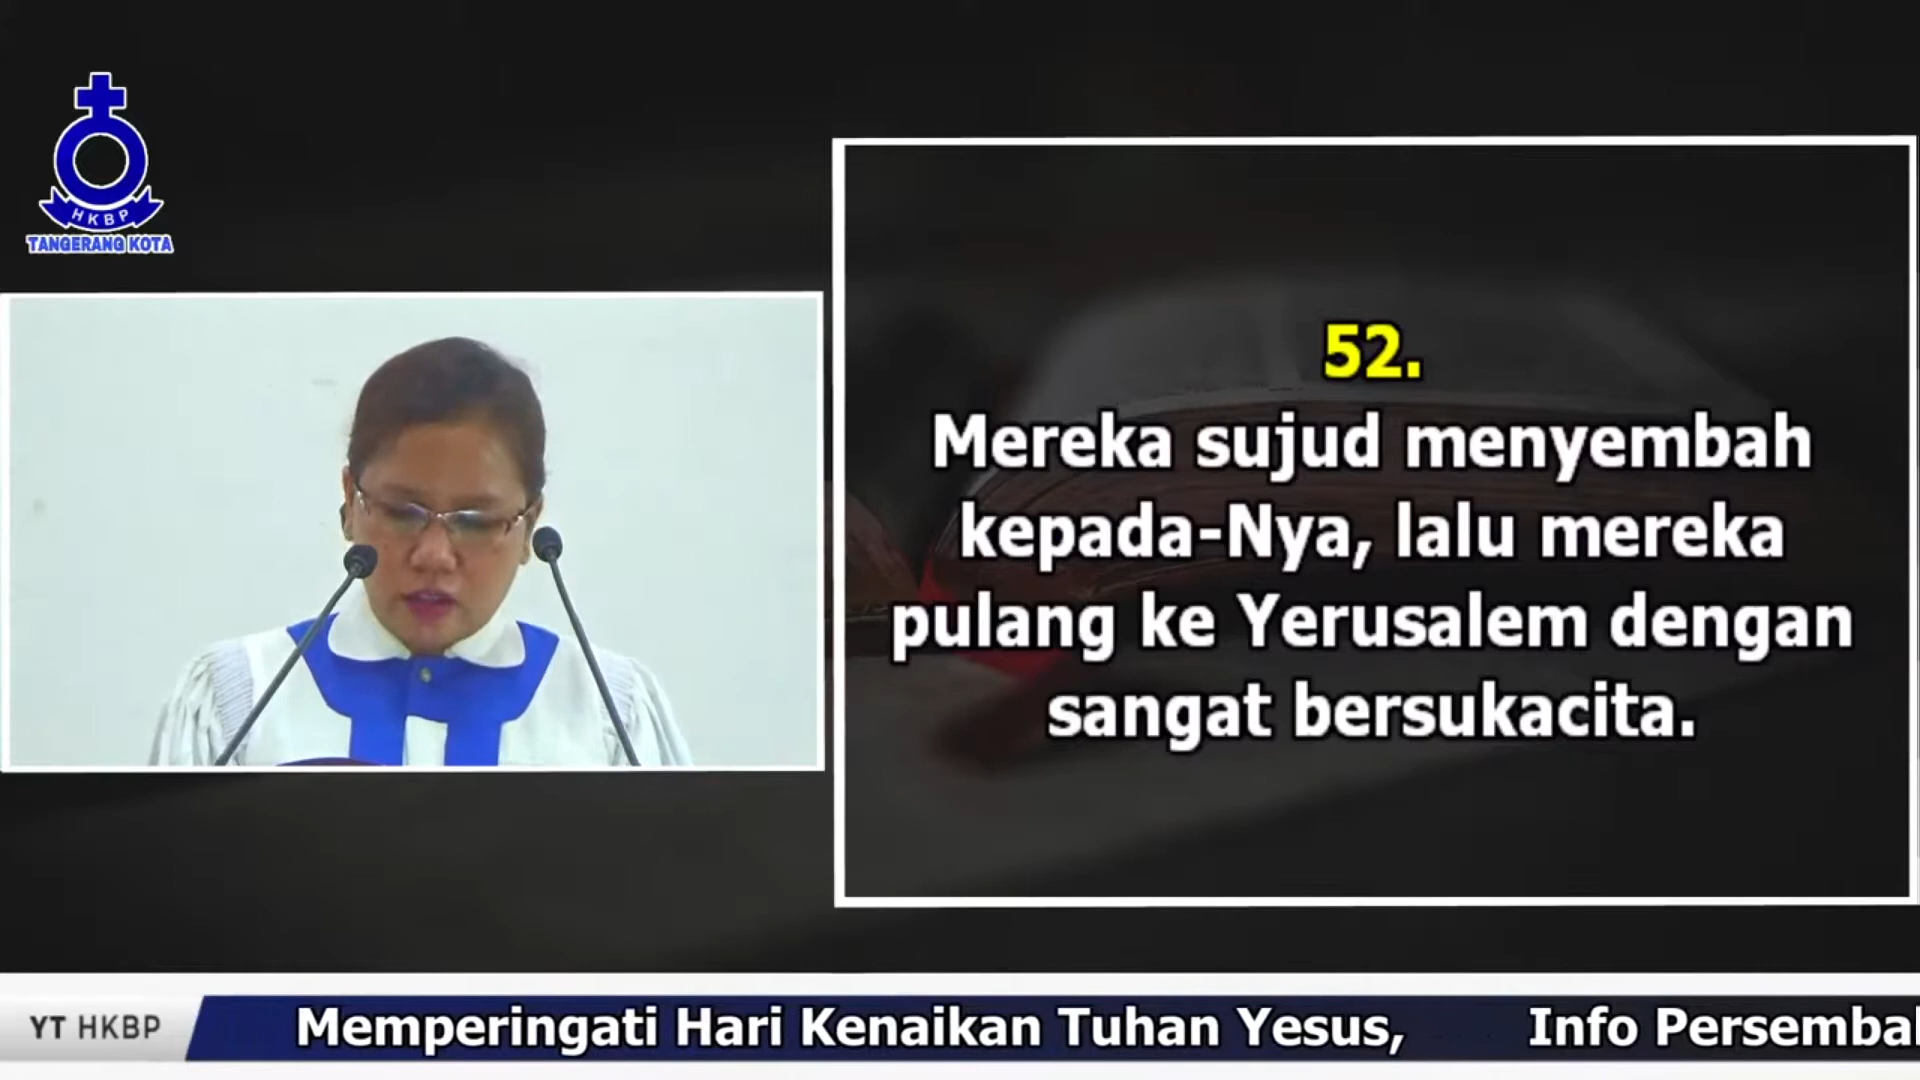 HKBP
TANGERANG KOTA
52.
Mereka sujud menyembah
kepada-Nya, lalu mereka
pulang ke Yerusalem dengan
sangat bersukacita.
YT HKBP
Memperingati Hari Kenaikan Tuhan Yesus,
Info